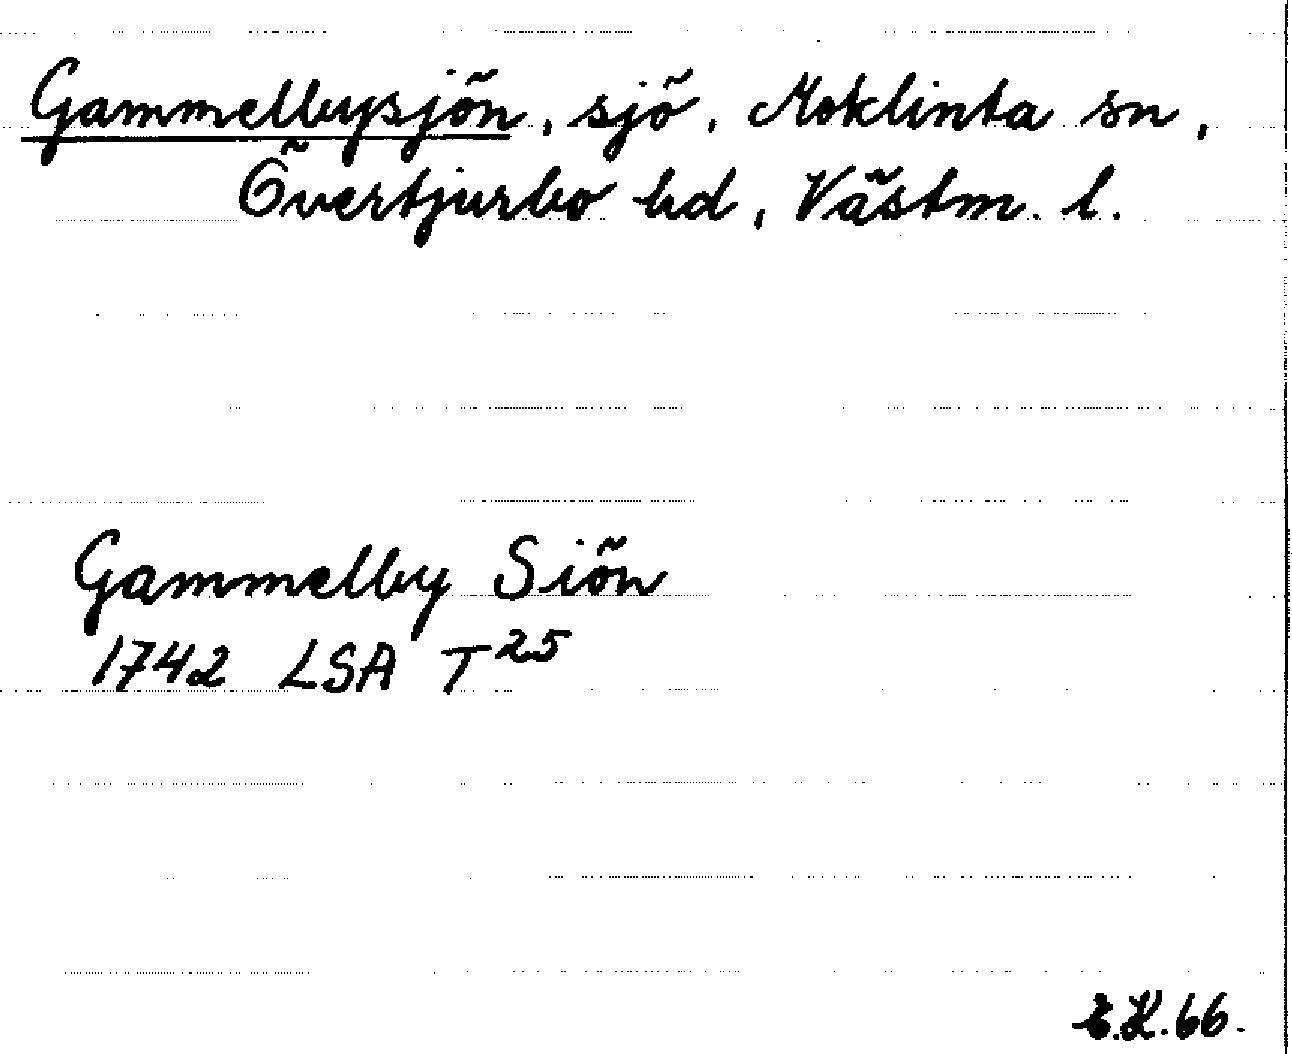 Gammelbysjön, sjö, Möklinta sn,
Övertjurbo hd, Västm. l.
Gammelby Siön
1742 LSA T25
E.K.66.